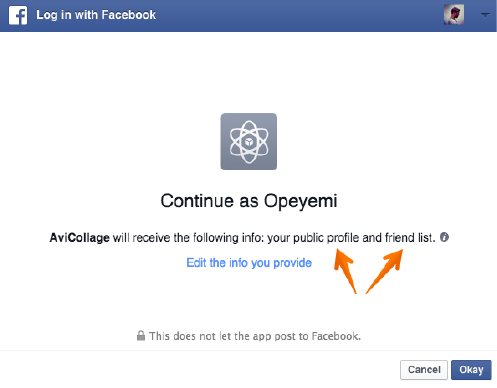 Log in with Facebook
Continue as Opeyemi
AviCollage will receive the following info: your public profile and friend list.
Edit the info you provide
This does not let the app post to Facebook.
Cancel Okay